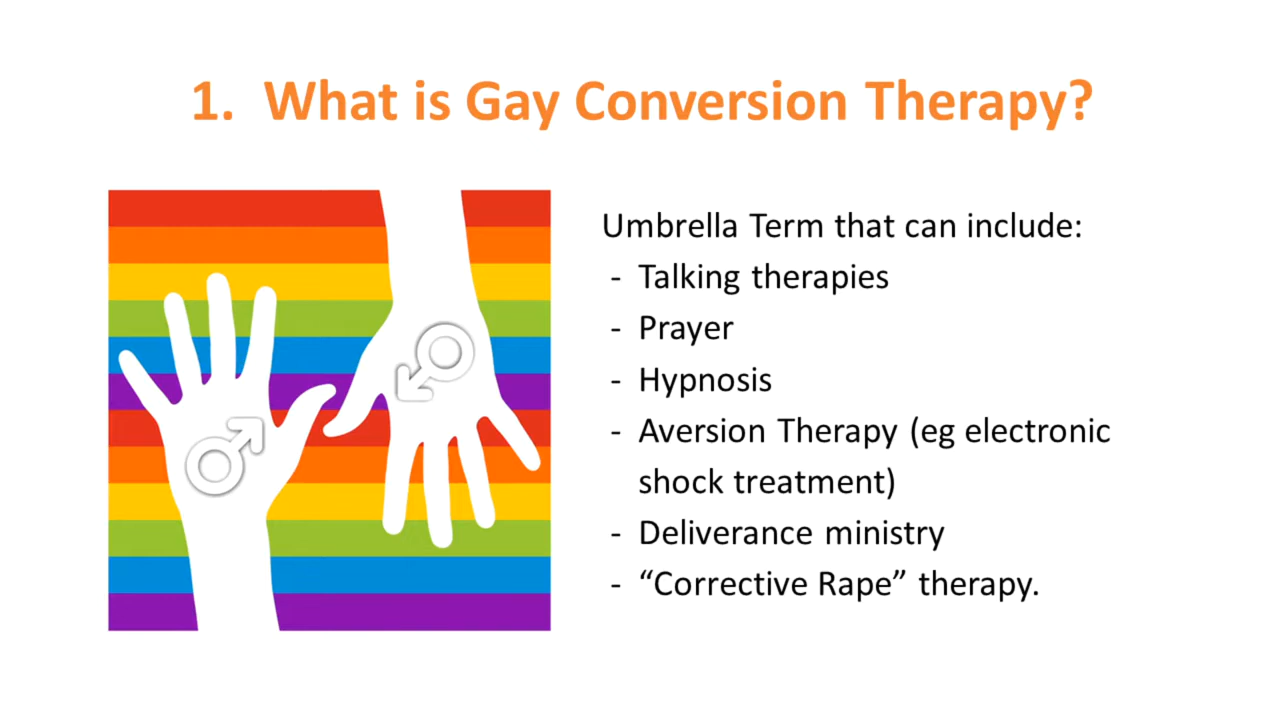 1. What is Gay Conversion Therapy?
Umbrella Term that can include:
- Talking therapies
- Prayer
- Hypnosis
- Aversion Therapy (eg electronic
shock treatment)
- Deliverance ministry
- “Corrective Rape” therapy.